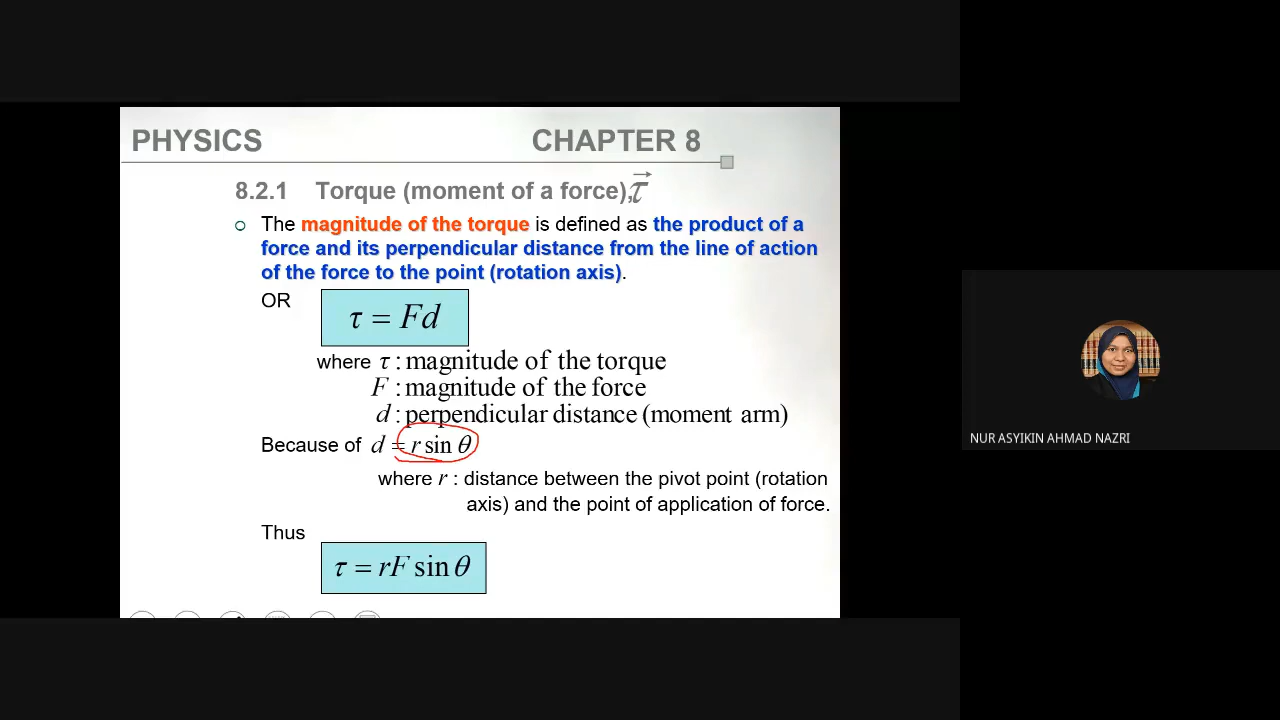 PHYSICS CHAPTER 8
8.2.1 Torque (moment of a force), τ⃗
The magnitude of the torque is defined as the product of a
force and its perpendicular distance from the line of action
of the force to the point (rotation axis).
OR
τ = Fd
where τ : magnitude of the torque
F : magnitude of the force
d : perpendicular distance (moment arm)
Because of d = r sin θ
where r : distance between the pivot point (rotation
axis) and the point of application of force.
Thus
τ = rF sin θ
NUR ASYIKIN AHMAD NAZRI